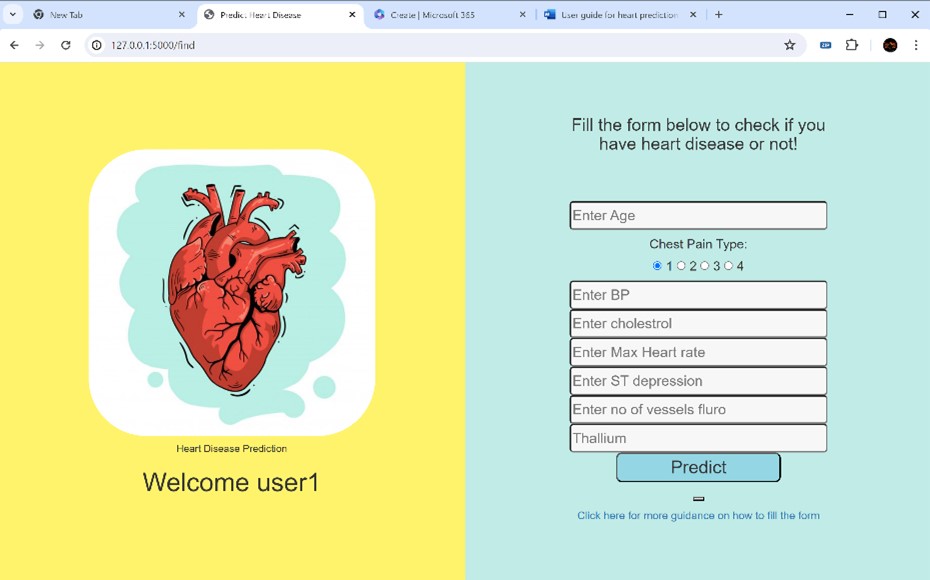 New Tab
Predict Heart Disease
Create | Microsoft 365
User guide for heart prediction
127.0.0.1:5000/find
ZIP
Heart Disease Prediction
Welcome user1
Fill the form below to check if you
have heart disease or not!
Enter Age
Chest Pain Type:
1 2 3 4
Enter BP
Enter cholestrol
Enter Max Heart rate
Enter ST depression
Enter no of vessels fluro
Thallium
Predict
Click here for more guidance on how to fill the form